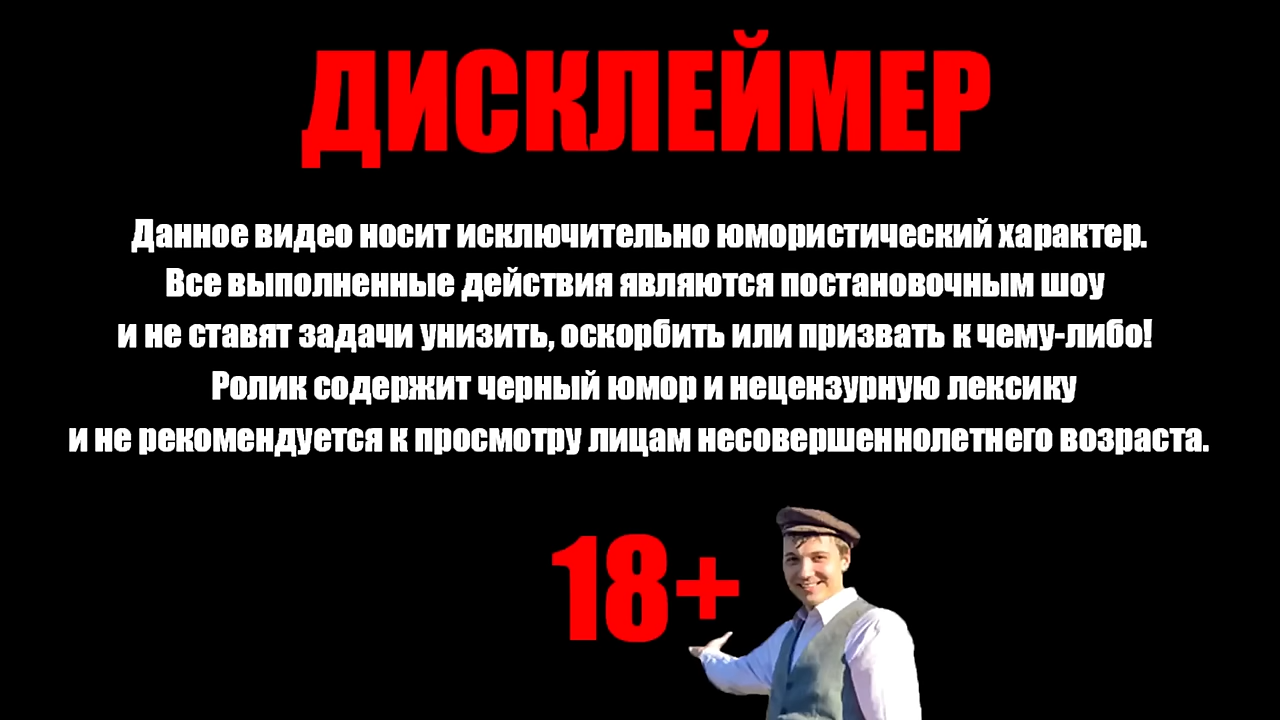 ДИСКЛЕЙМЕР
Данное видео носит исключительно юмористический характер.
Все выполненные действия являются постановочным шоу
и не ставят задачи унизить, оскорбить или призвать к чему-либо!
Ролик содержит черный юмор и нецензурную лексику
и не рекомендуется к просмотру лицам несовершеннолетнего возраста.
18+